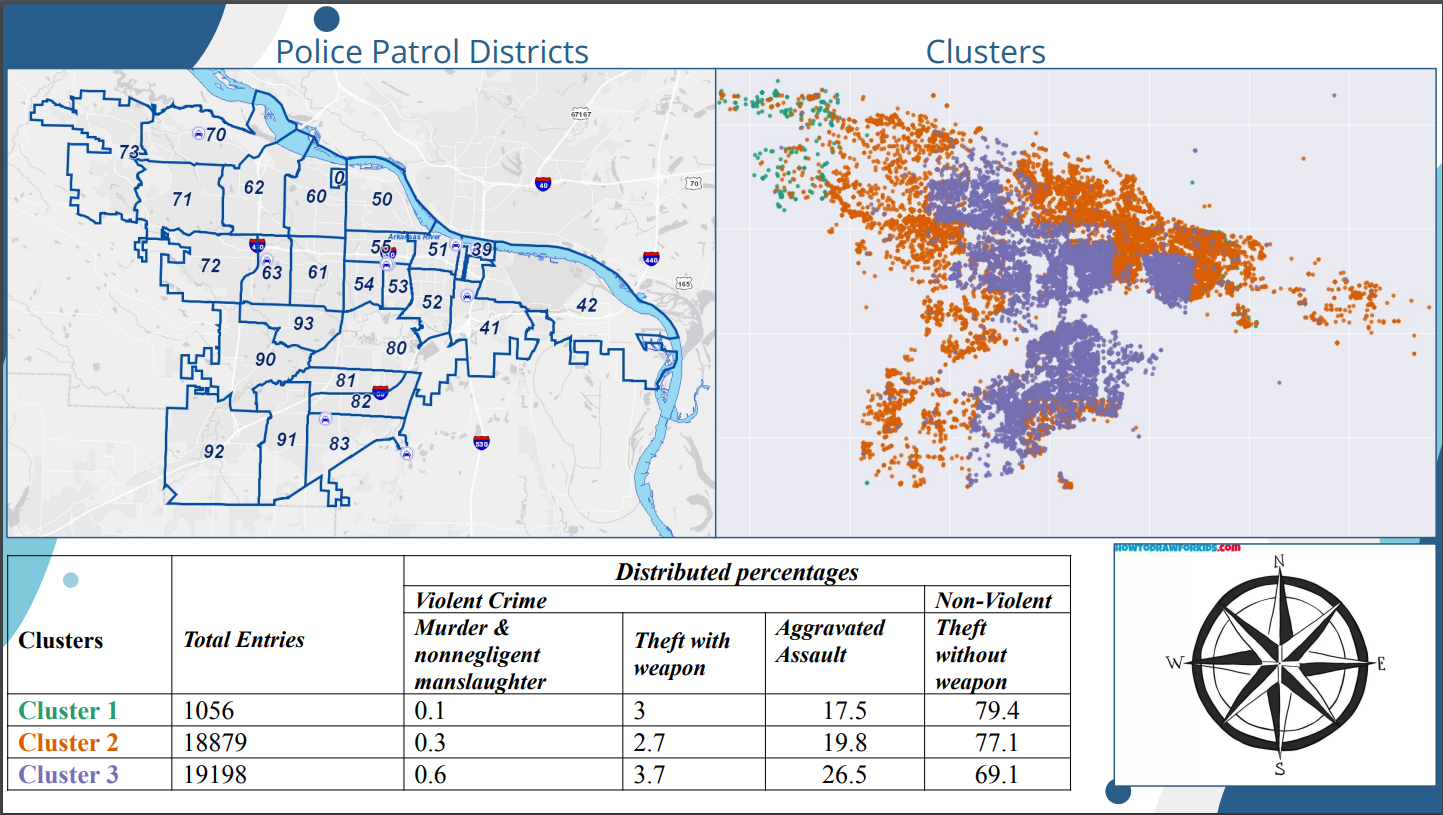 Police Patrol Districts
Clusters
67167
70
73
0
40
70
62
71
60
50
Arkansas River
55
51
39
440
72
63
61
165
54
53
52
42
93
41
80
90
81
82
91
83
92
530
Distributed percentages
Violent Crime
Non-Violent
Clusters
Total Entries
Murder &
nonnegligent
manslaughter
Theft with
weapon
Aggravated
Assault
Theft
without
weapon
Cluster 1 1056 0.1 3 17.5 79.4
Cluster 2 18879 0.3 2.7 19.8 77.1
Cluster 3 19198 0.6 3.7 26.5 69.1
HOWTODRAWFORKIDS.COM
N
W
E
S